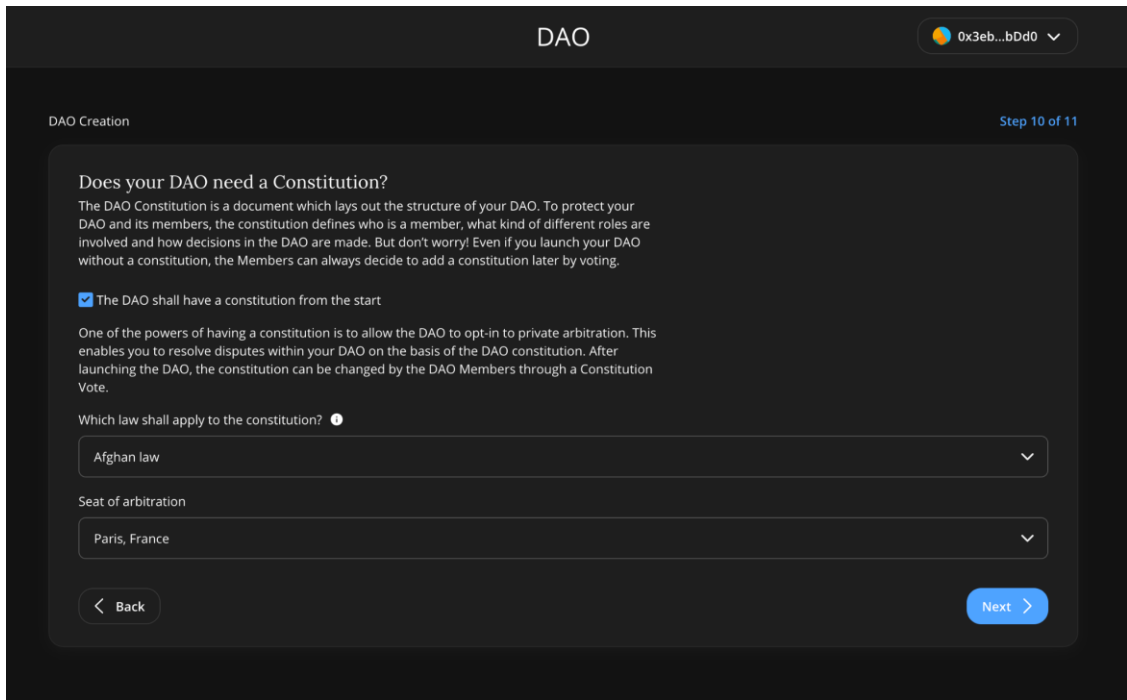 DAO
0x3eb...bDd0
DAO Creation
Step 10 of 11
Does your DAO need a Constitution?
The DAO Constitution is a document which lays out the structure of your DAO. To protect your
DAO and its members, the constitution defines who is a member, what kind of different roles are
involved and how decisions in the DAO are made. But don't worry! Even if you launch your DAO
without a constitution, the Members can always decide to add a constitution later by voting.
The DAO shall have a constitution from the start
One of the powers of having a constitution is to allow the DAO to opt-in to private arbitration. This
enables you to resolve disputes within your DAO on the basis of the DAO constitution. After
launching the DAO, the constitution can be changed by the DAO Members through a Constitution
Vote.
Which law shall apply to the constitution?
Afghan law
Seat of arbitration
Paris, France
Back
Next